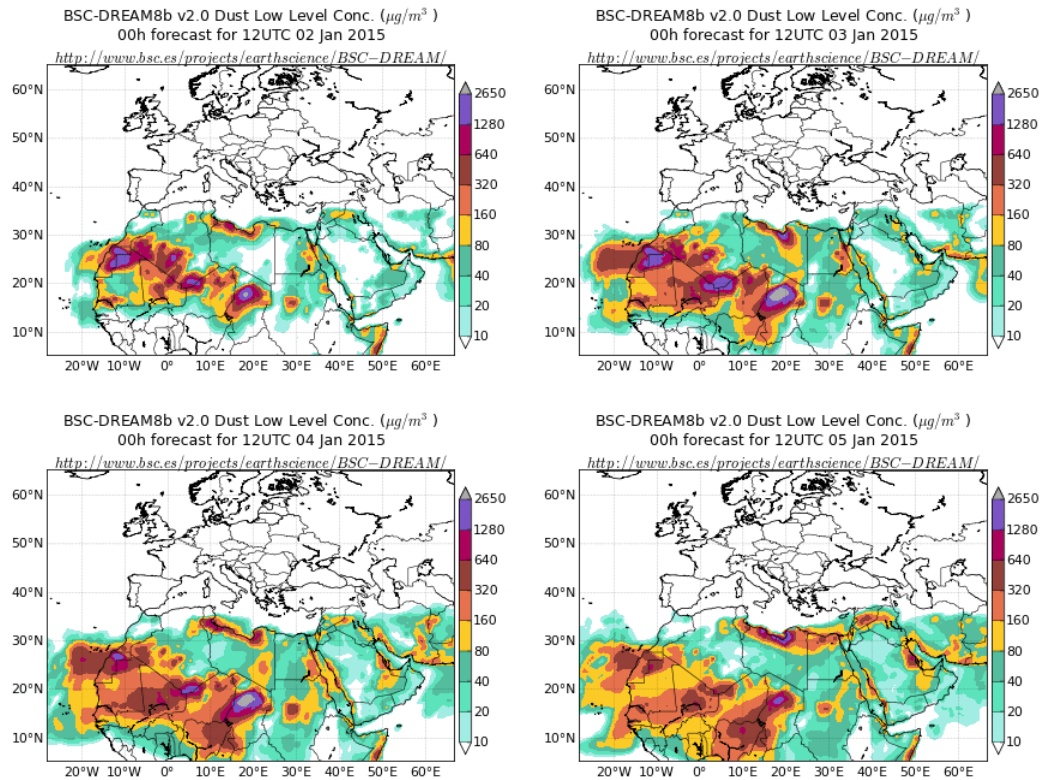 BSC-DREAM8b v2.0 Dust Low Level Conc. (μg/m³ )
00h forecast for 12UTC 02 Jan 2015
http://www.bsc.es/projects/earthscience/BSC−DREAM/
60°N
50°N
40°N
30°N
20°N
10°N
20°W 10°W 0° 10°E 20°E 30°E 40°E 50°E 60°E
2650
1280
640
320
160
80
40
20
10
BSC-DREAM8b v2.0 Dust Low Level Conc. (μg/m³ )
00h forecast for 12UTC 03 Jan 2015
http://www.bsc.es/projects/earthscience/BSC−DREAM/
60°N
50°N
40°N
30°N
20°N
10°N
20°W 10°W 0° 10°E 20°E 30°E 40°E 50°E 60°E
2650
1280
640
320
160
80
40
20
10
BSC-DREAM8b v2.0 Dust Low Level Conc. (μg/m³ )
00h forecast for 12UTC 04 Jan 2015
http://www.bsc.es/projects/earthscience/BSC−DREAM/
60°N
50°N
40°N
30°N
20°N
10°N
20°W 10°W 0° 10°E 20°E 30°E 40°E 50°E 60°E
2650
1280
640
320
160
80
40
20
10
BSC-DREAM8b v2.0 Dust Low Level Conc. (μg/m³ )
00h forecast for 12UTC 05 Jan 2015
http://www.bsc.es/projects/earthscience/BSC−DREAM/
60°N
50°N
40°N
30°N
20°N
10°N
20°W 10°W 0° 10°E 20°E 30°E 40°E 50°E 60°E
2650
1280
640
320
160
80
40
20
10